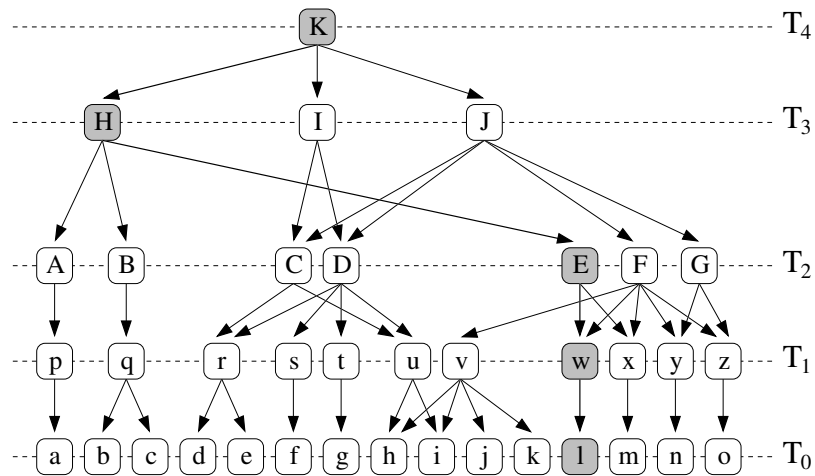 K T₄
H I J T₃
A B C D E F G T₂
p q r s t u v w x y z T₁
a b c d e f g h i j k l m n o T₀